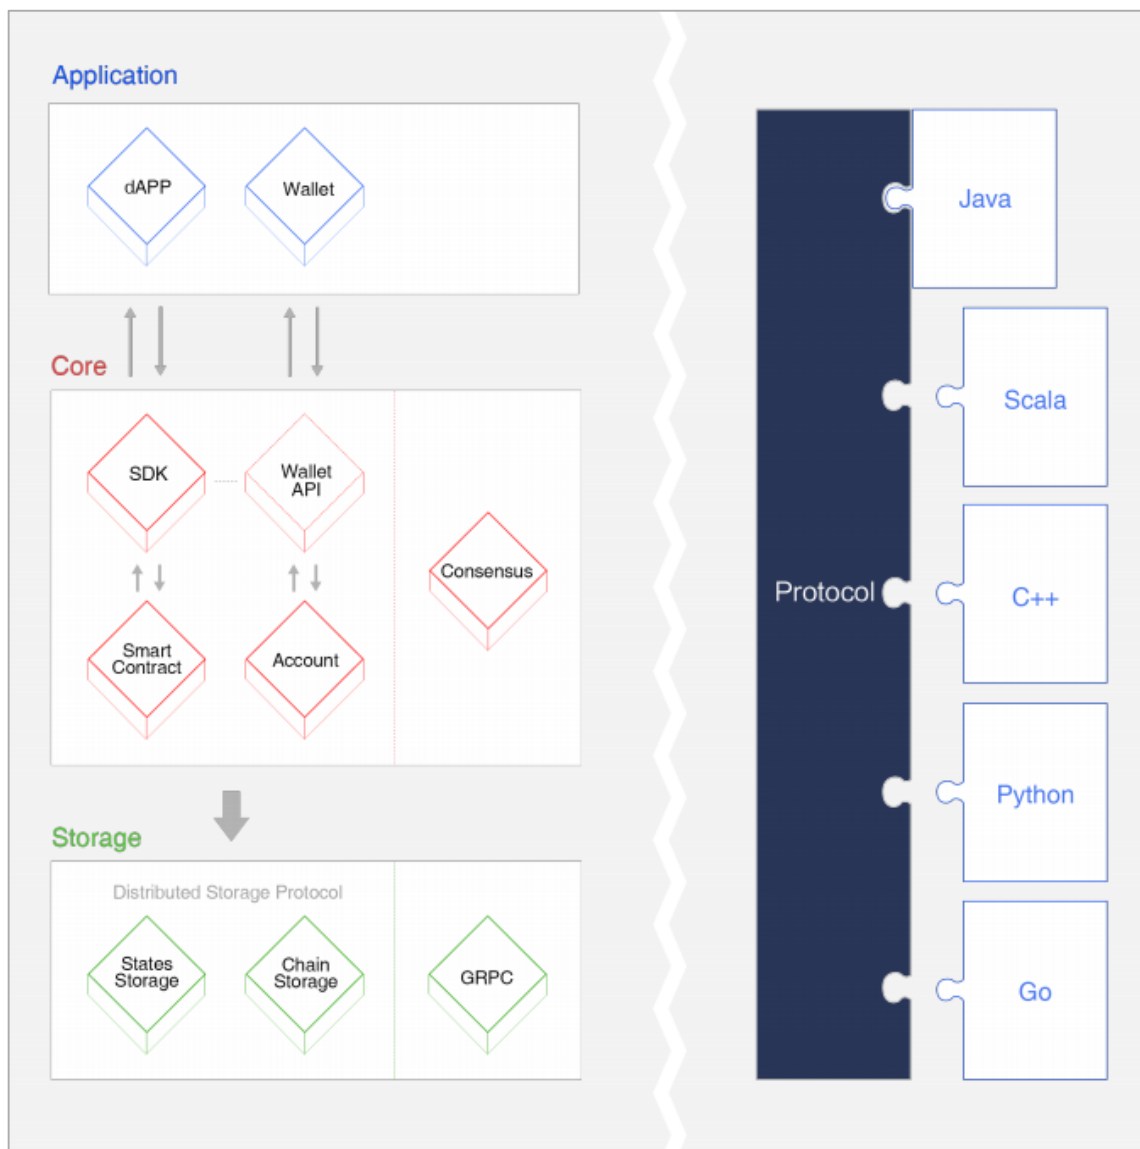 Application
dAPP
Wallet
Core
SDK
Wallet
API
Consensus
Smart
Contract
Account
Storage
Distributed Storage Protocol
States
Storage
Chain
Storage
GRPC
Protocol
Java
Scala
C++
Python
Go